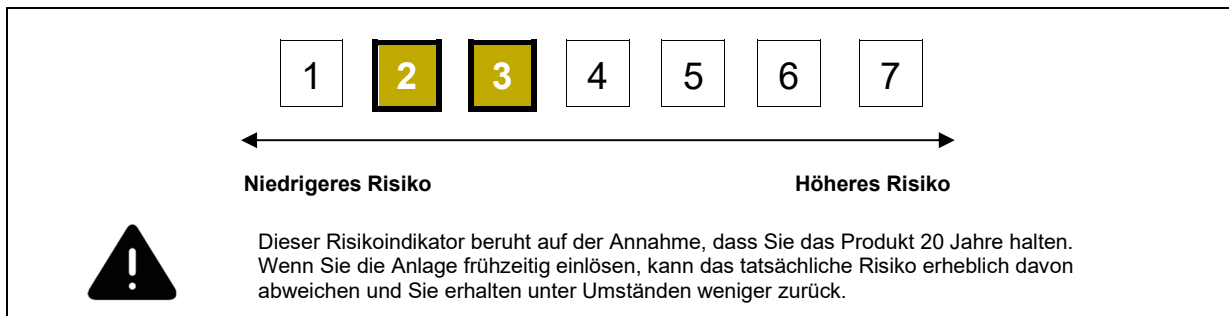 1 2 3 4 5 6 7
Niedrigeres Risiko Höheres Risiko
Dieser Risikoindikator beruht auf der Annahme, dass Sie das Produkt 20 Jahre halten.
Wenn Sie die Anlage frühzeitig einlösen, kann das tatsächliche Risiko erheblich davon
abweichen und Sie erhalten unter Umständen weniger zurück.